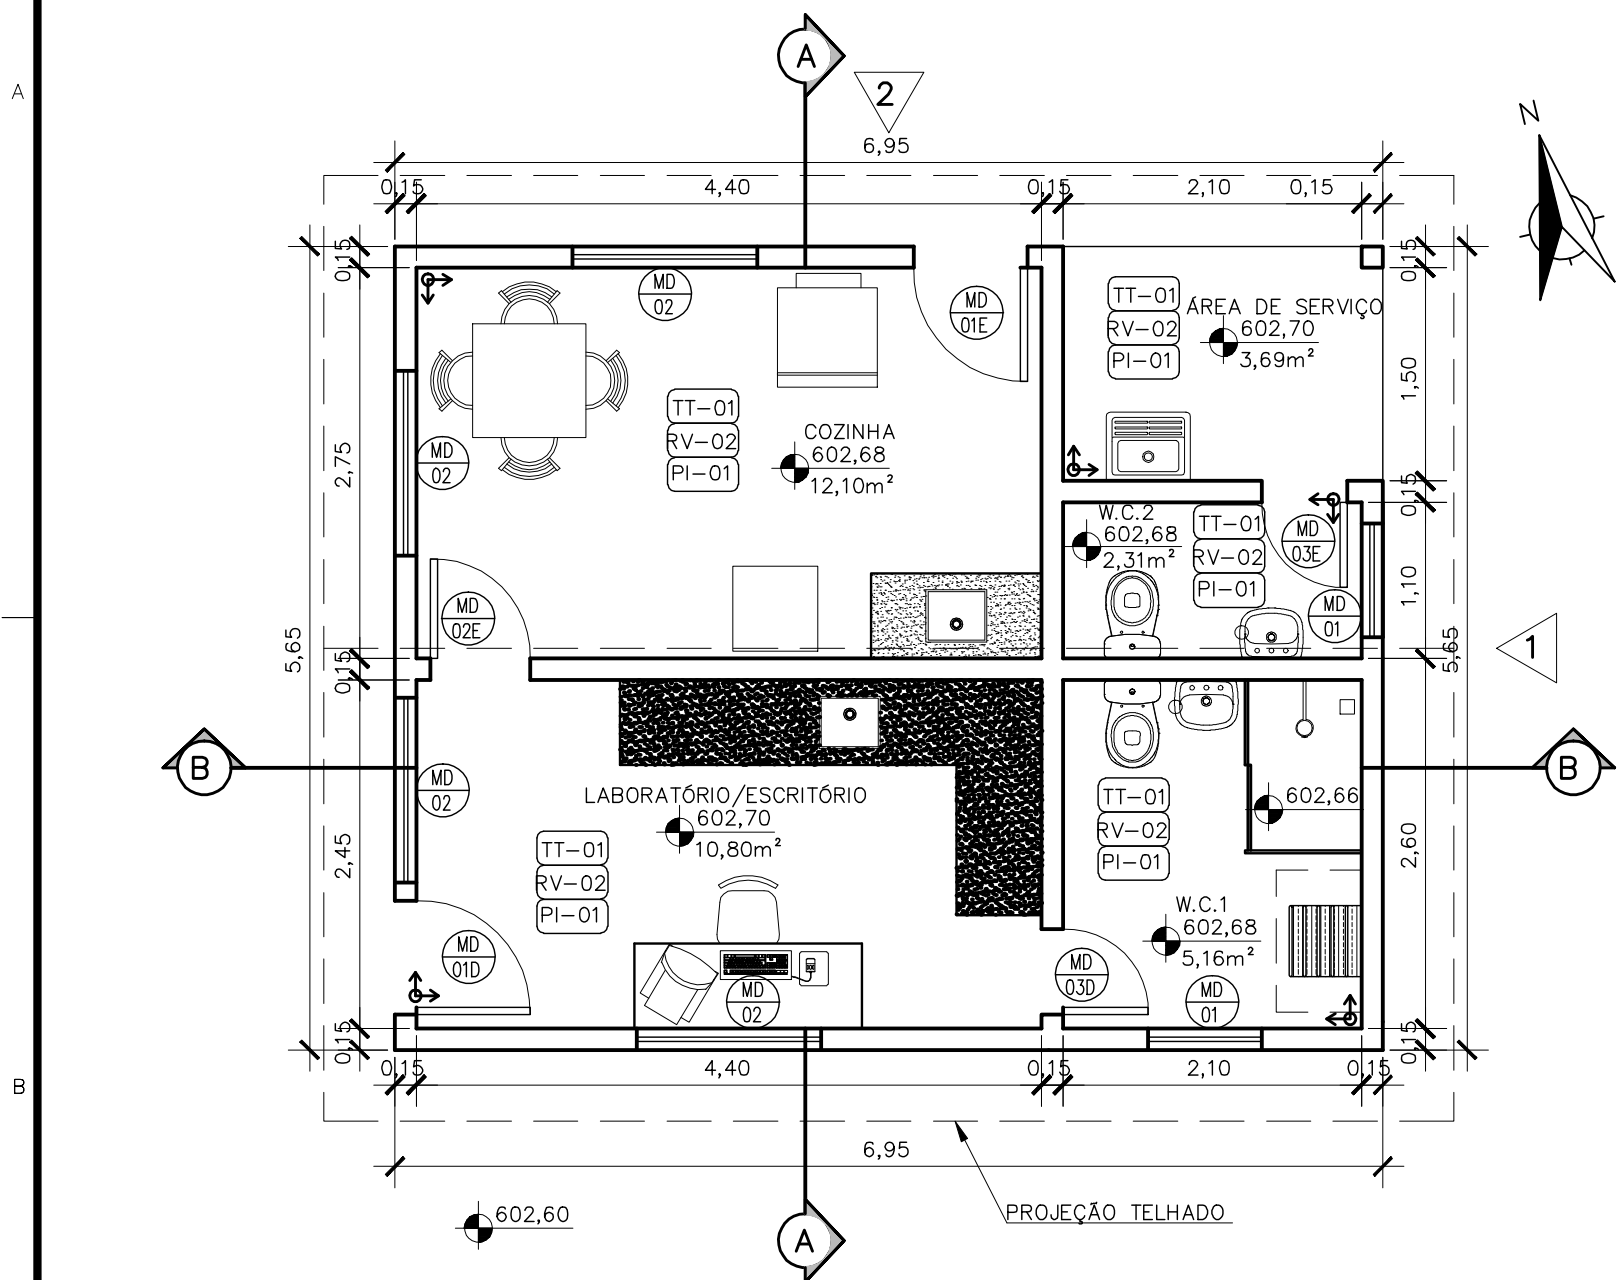 A
A
2
N
6,95
0,15
4,40
0,15
2,10
0,15
0,15
0,15
MD
02
MD
01E
TT-01
RV-02
PI-01
ÁREA DE SERVIÇO
602,70
3,69m²
1,50
TT-01
RV-02
PI-01
COZINHA
602,68
12,10m²
MD
02
2,75
0,15
W.C.2
602,68
2,31m²
TT-01
RV-02
PI-01
MD
03E
1,10
MD
02E
MD
01
5,65
5,65
1
0,15
B
MD
02
LABORATÓRIO/ESCRITÓRIO
602,70
10,80m²
TT-01
RV-02
PI-01
TT-01
RV-02
PI-01
602,66
B
2,45
2,60
W.C.1
602,68
5,16m²
MD
01D
MD
02
MD
03D
MD
01
0,15
0,15
0,15
4,40
0,15
2,10
0,15
B
6,95
602,60
A
PROJEÇÃO TELHADO